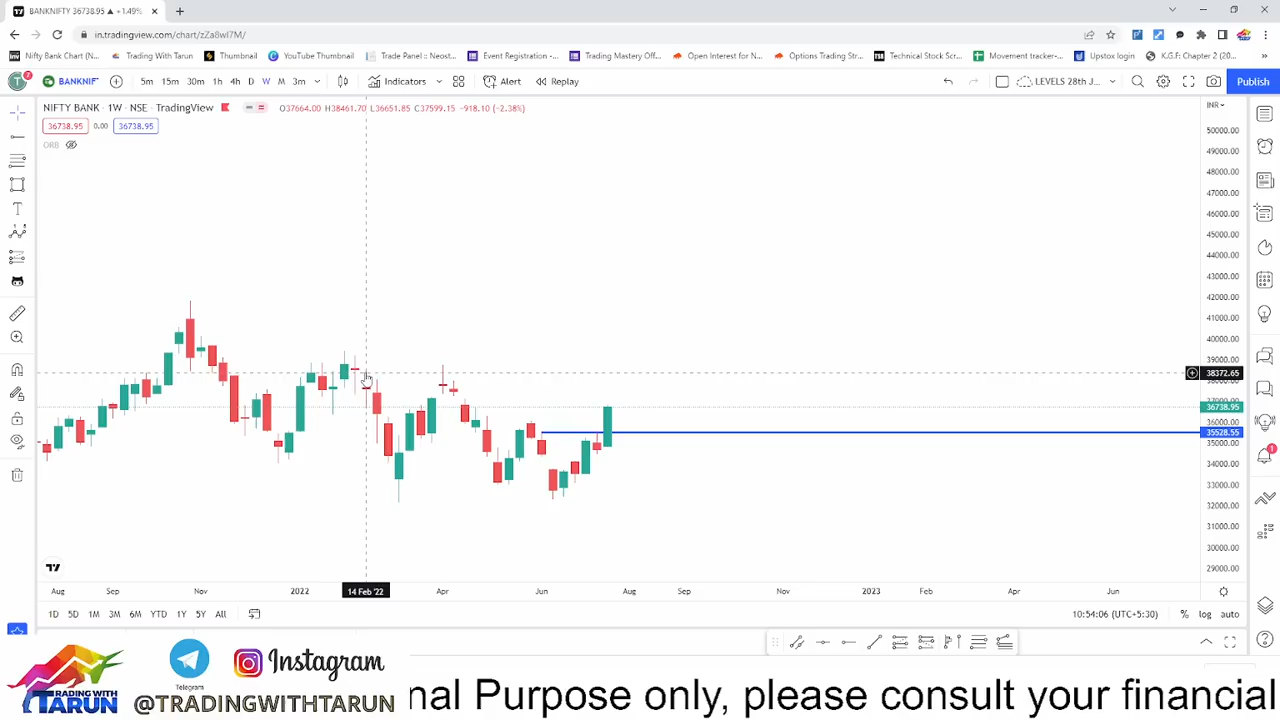 BANKNIFTY 36738.95 ▲ +1.49%
in.tradingview.com/chart/zZa8wI7M/
Nifty Bank Chart (N...
Trading With Tarun
Thumbnail
YouTube Thumbnail
Trade Panel :: Neost...
Event Registration -...
Trading Mastery Off...
Open Interest for N...
Options Trading Str...
Technical Stock Scr...
Movement tracker-...
Upstox login
K.G.F: Chapter 2 (20...
BANKNIF
5m 15m 30m 1h 4h D W M 3m
Indicators
Alert
Replay
LEVELS 28th J...
Publish
NIFTY BANK · 1W · NSE · TradingView
O37664.00 H38461.70 L36651.85 C37599.15 -918.10 (-2.38%)
INR
36738.95 0.00 36738.95
ORB
50000.00
49000.00
48000.00
47000.00
46000.00
45000.00
44000.00
43000.00
42000.00
41000.00
40000.00
39000.00
38372.65
36738.95
36000.00
35528.55
35000.00
34000.00
33000.00
32000.00
31000.00
30000.00
29000.00
Aug Sep Nov 2022 14 Feb '22 Apr Jun Aug Sep Nov 2023 Feb Apr Jun
1D 5D 1M 3M 6M YTD 1Y 5Y All
10:54:06 (UTC+5:30) % log auto
Telegram
Instagram
TRADING WITH
TARUN
@TRADINGWITHTARUN
nal Purpose only, please consult your financial